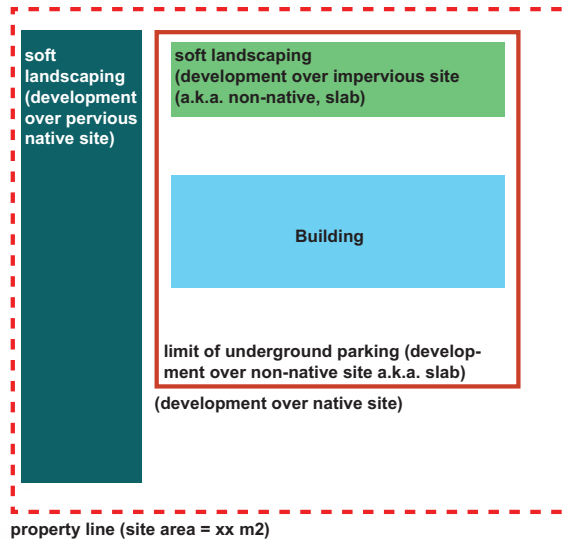 soft
landscaping
(development
over pervious
native site)
soft landscaping
(development over impervious site
(a.k.a. non-native, slab)
Building
limit of underground parking (develop-
ment over non-native site a.k.a. slab)
(development over native site)
property line (site area = xx m2)